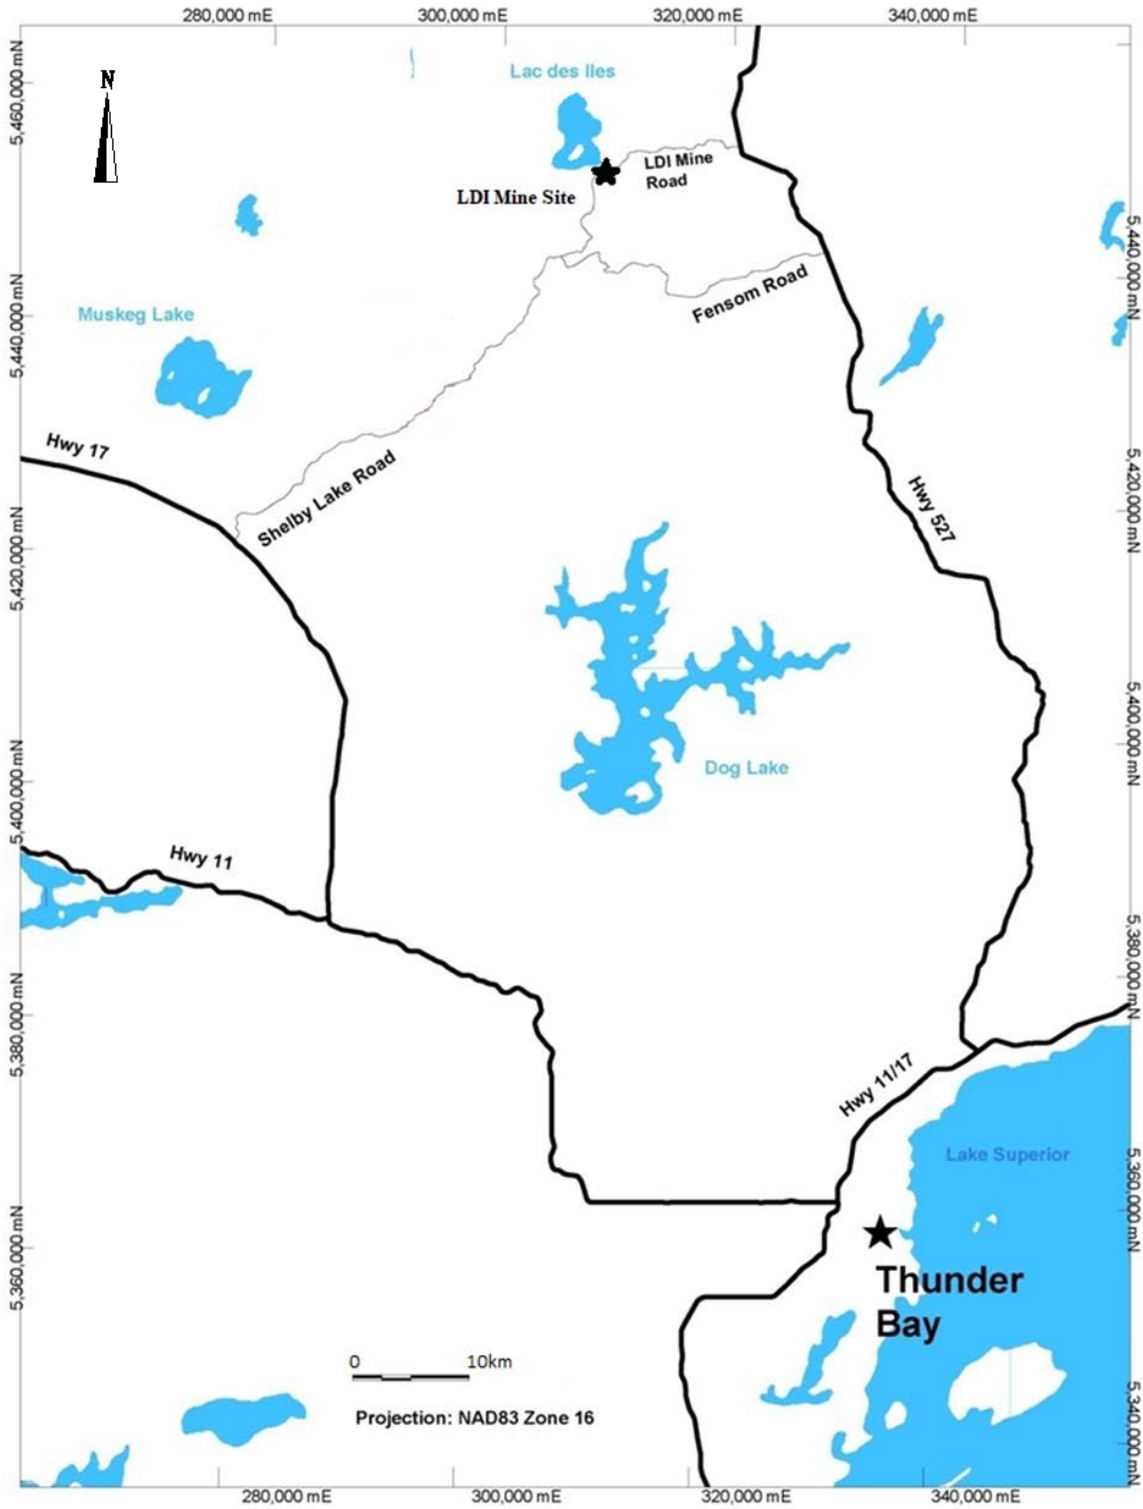 280,000 mE
300,000 mE
320,000 mE
340,000 mE
5,460,000 mN
N
Lac des Iles
LDI Mine
Road
LDI Mine Site
5,440,000 mN
Fensom Road
Muskeg Lake
5,440,000 mN
Hwy 17
Shelby Lake Road
5,420,000 mN
Hwy 527
5,420,000 mN
5,400,000 mN
Dog Lake
5,400,000 mN
Hwy 11
5,380,000 mN
5,380,000 mN
Hwy 11/17
Lake Superior
5,360,000 mN
5,360,000 mN
Thunder
Bay
0
10km
Projection: NAD83 Zone 16
5,340,000 mN
280,000 mE
300,000 mE
320,000 mE
340,000 mE